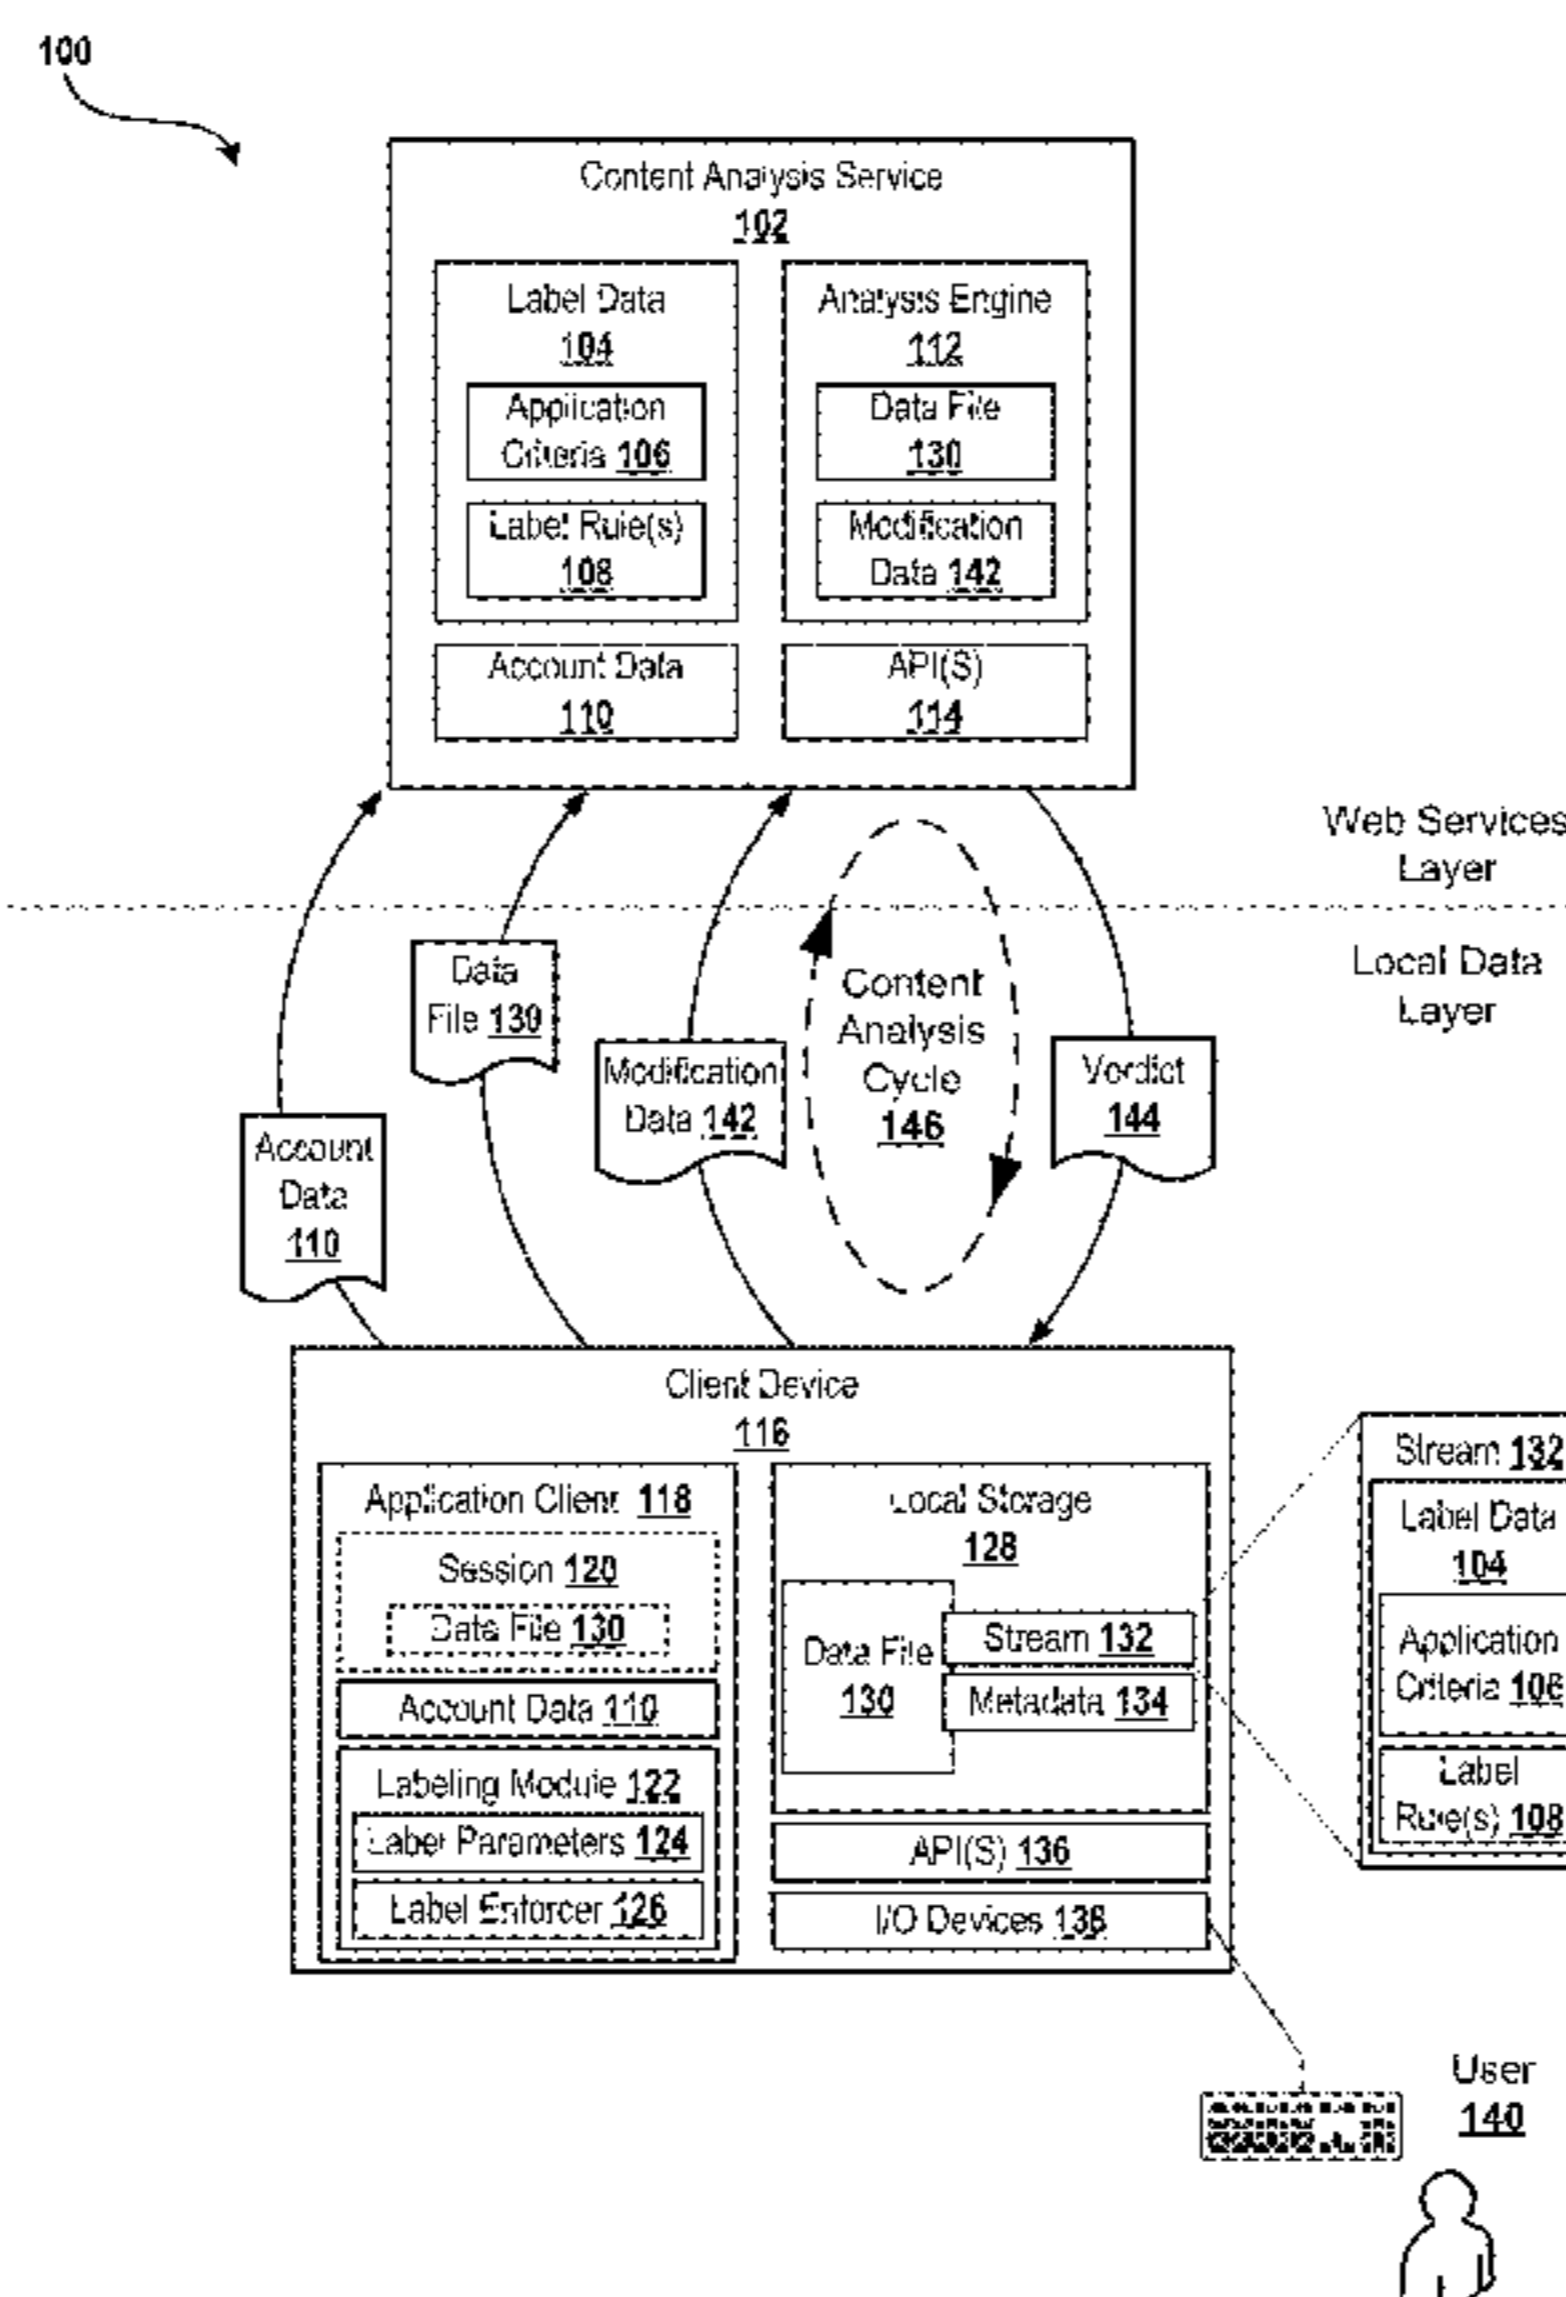 100
Content Analysis Service
102
Label Data
104
Application
Criteria 106
Label Rule(s)
108
Account Data
110
Analysis Engine
112
Data File
130
Modification
Data 142
API(S)
114
Web Services
Layer
Local Data
Layer
Account
Data
110
Data
File 130
Modification
Data 142
Content
Analysis
Cycle
146
Verdict
144
Client Device
116
Application Client 118
Session 120
Data File 130
Account Data 110
Labeling Module 122
Label Parameters 124
Label Enforcer 126
Local Storage
128
Data File
130
Stream 132
Metadata 134
API(S) 136
I/O Devices 138
Stream 132
Label Data
104
Application
Criteria 106
Label
Rule(s) 108
User
140